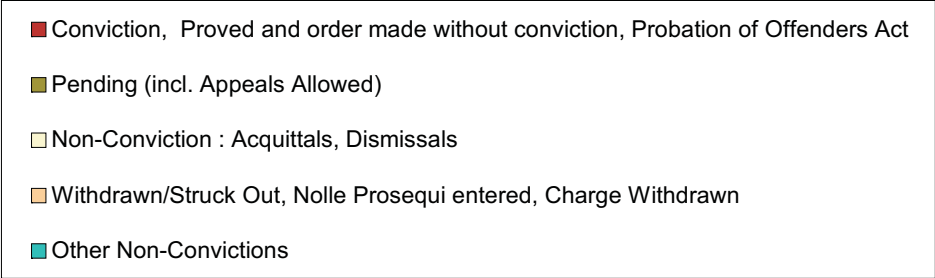 Conviction,  Proved and order made without conviction, Probation of Offenders Act
Pending (incl. Appeals Allowed)
Non-Conviction : Acquittals, Dismissals
Withdrawn/Struck Out, Nolle Prosequi entered, Charge Withdrawn
Other Non-Convictions